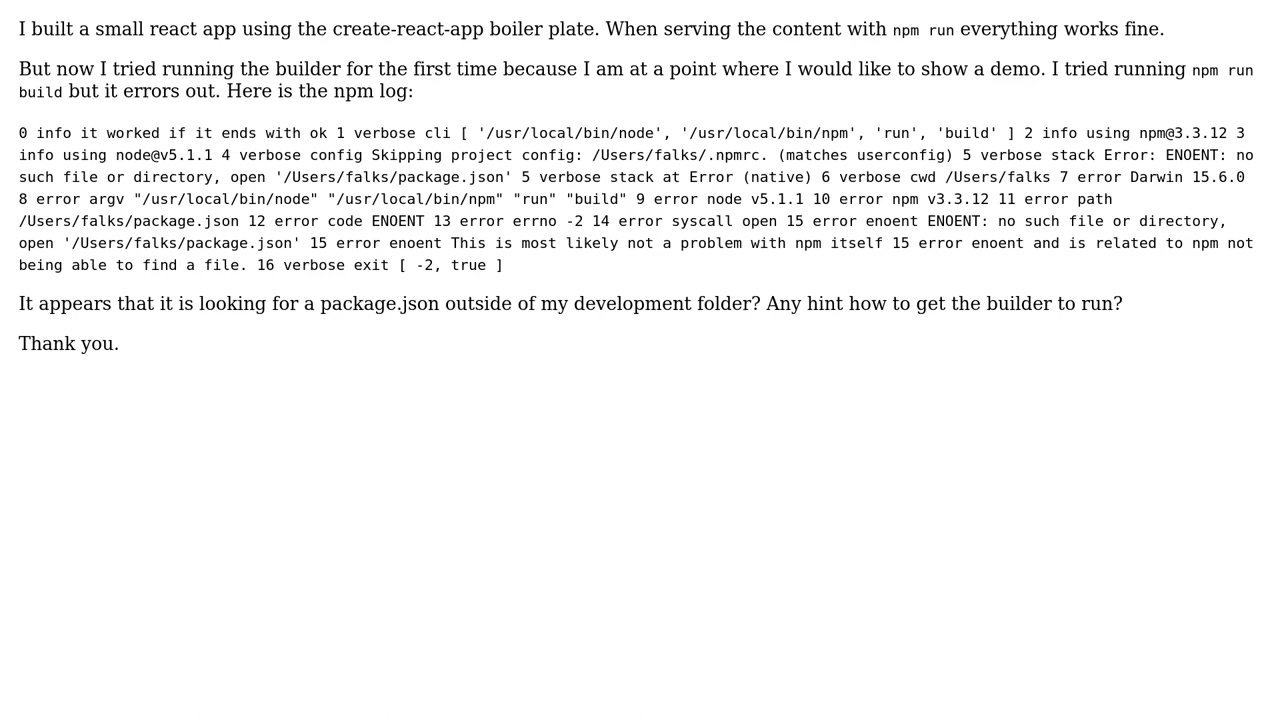 I built a small react app using the create-react-app boiler plate. When serving the content with npm run everything works fine.
But now I tried running the builder for the first time because I am at a point where I would like to show a demo. I tried running npm run
build but it errors out. Here is the npm log:
0 info it worked if it ends with ok 1 verbose cli [ '/usr/local/bin/node', '/usr/local/bin/npm', 'run', 'build' ] 2 info using npm@3.3.12 3
info using node@v5.1.1 4 verbose config Skipping project config: /Users/falks/.npmrc. (matches userconfig) 5 verbose stack Error: ENOENT: no
such file or directory, open '/Users/falks/package.json' 5 verbose stack at Error (native) 6 verbose cwd /Users/falks 7 error Darwin 15.6.0
8 error argv "/usr/local/bin/node" "/usr/local/bin/npm" "run" "build" 9 error node v5.1.1 10 error npm v3.3.12 11 error path
/Users/falks/package.json 12 error code ENOENT 13 error errno -2 14 error syscall open 15 error enoent ENOENT: no such file or directory,
open '/Users/falks/package.json' 15 error enoent This is most likely not a problem with npm itself 15 error enoent and is related to npm not
being able to find a file. 16 verbose exit [ -2, true ]
It appears that it is looking for a package.json outside of my development folder? Any hint how to get the builder to run?
Thank you.